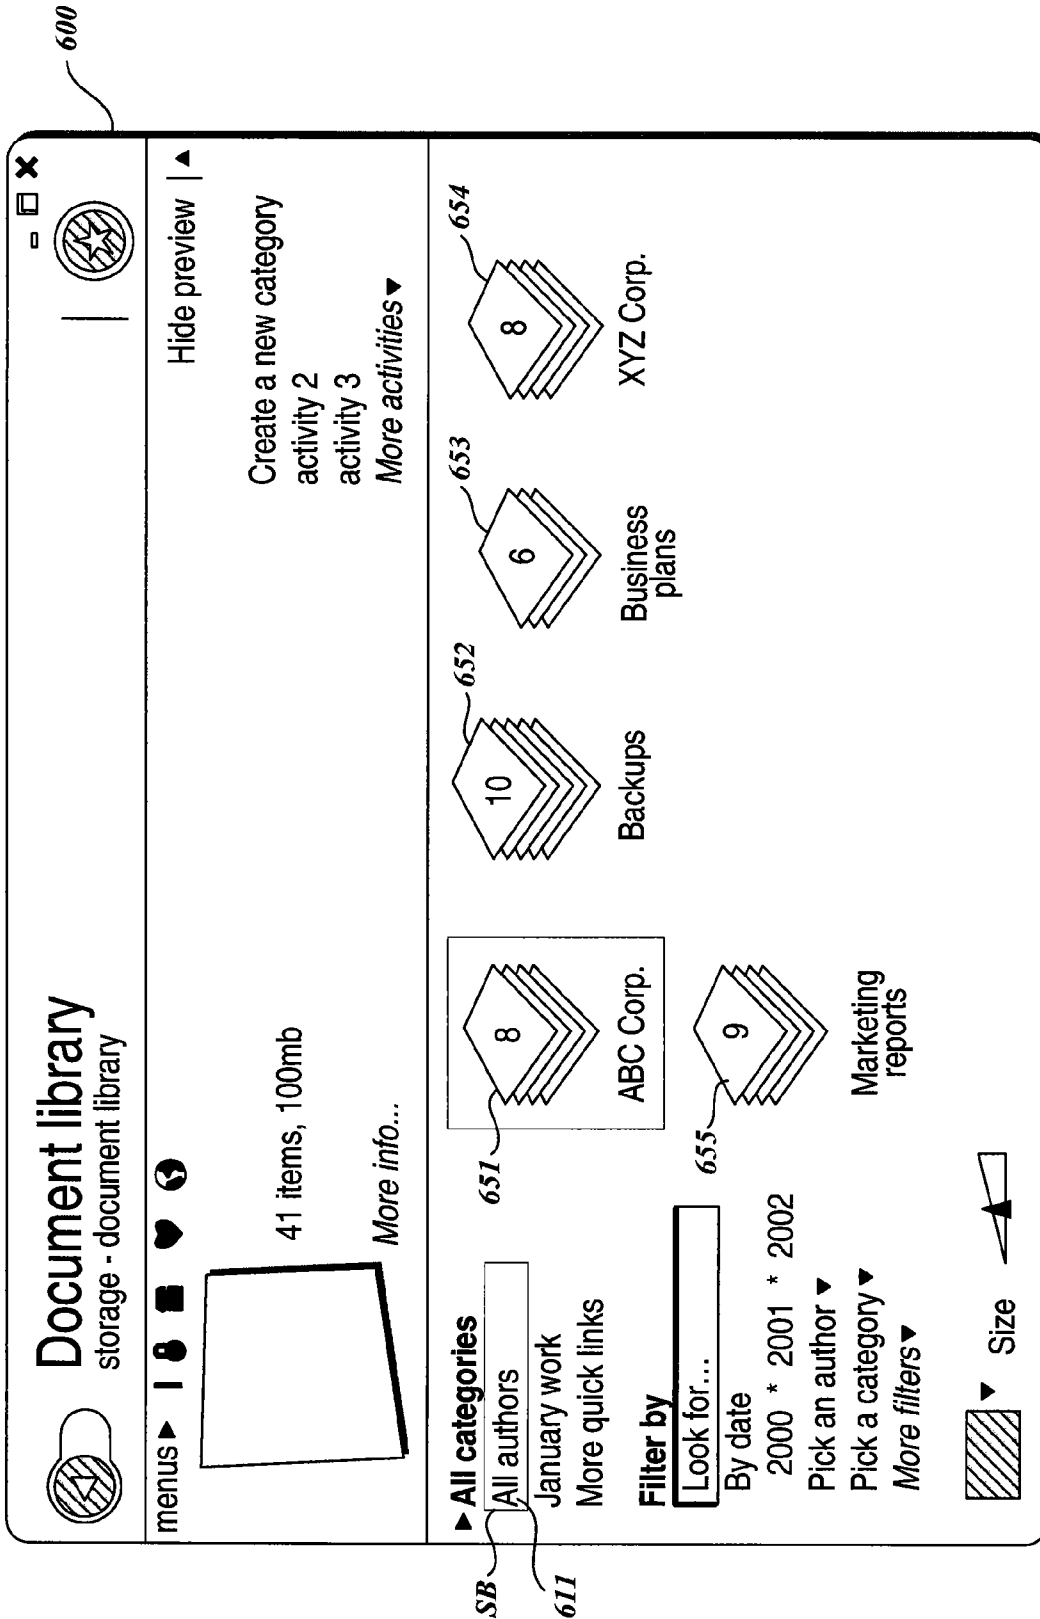 600
Document library
storage - document library
menus
Hide preview
41 items, 100mb
More info...
Create a new category
activity 2
activity 3
More activities
SB
611
All categories
All authors
January work
More quick links
Filter by
Look for...
By date
2000 * 2001 * 2002
Pick an author
Pick a category
More filters
Size
651
8
ABC Corp.
652
10
Backups
653
6
Business
plans
654
8
XYZ Corp.
655
9
Marketing
reports